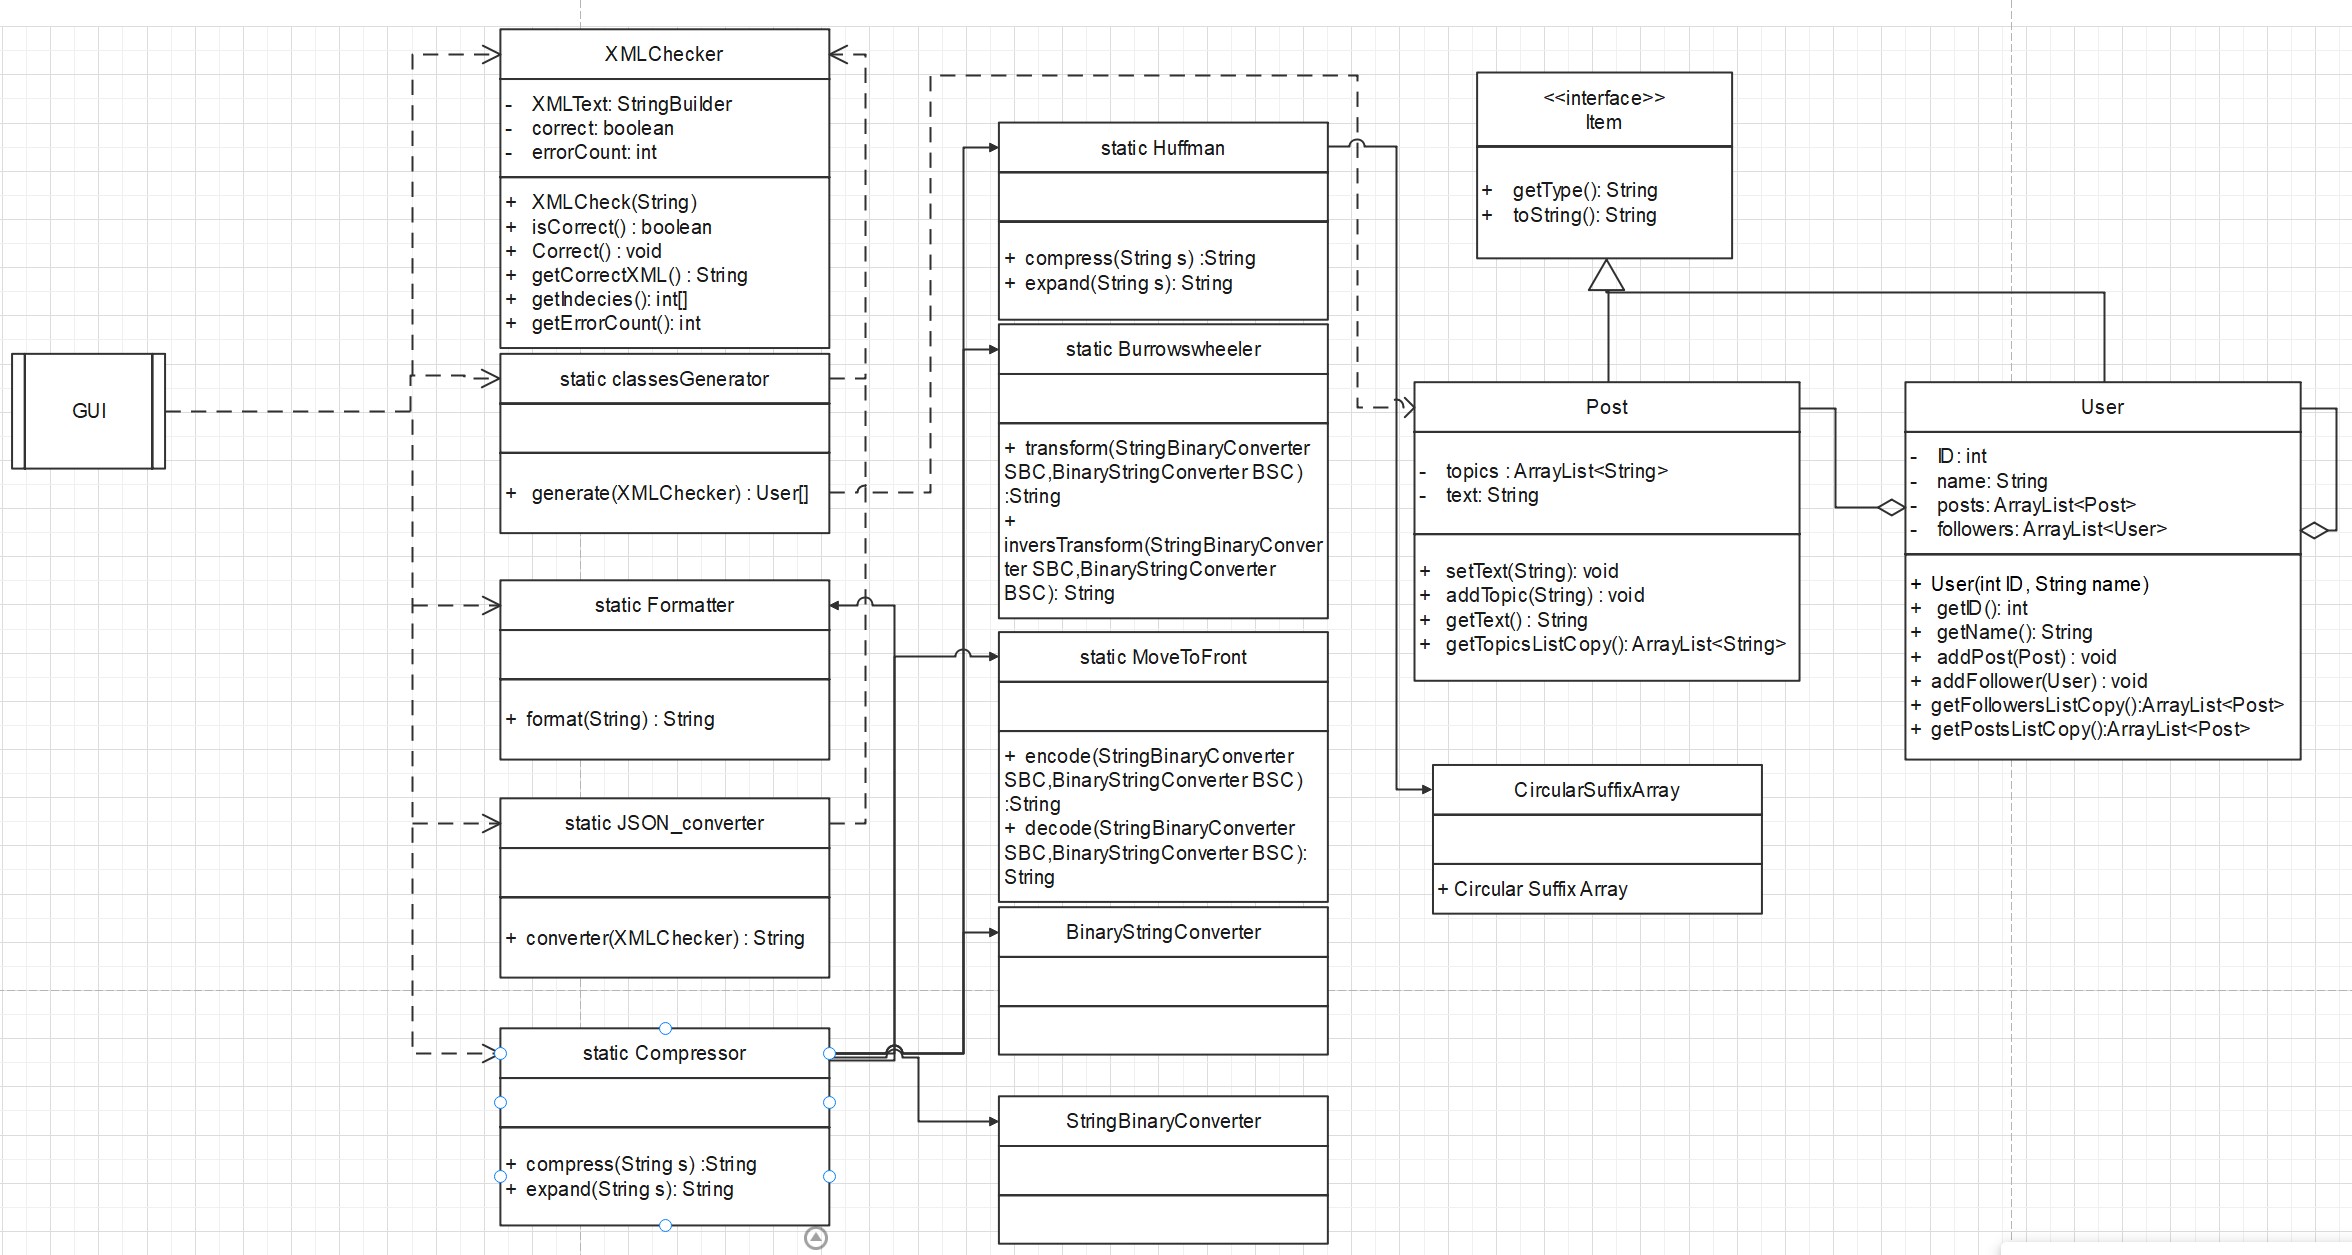 GUI
XMLChecker
- XMLText: StringBuilder
- correct: boolean
- errorCount: int
+ XMLCheck(String)
+ isCorrect() : boolean
+ Correct() : void
+ getCorrectXML() : String
+ getIndecies(): int[]
+ getErrorCount(): int
static classesGenerator
+ generate(XMLChecker) : User[]
static Formatter
+ format(String) : String
static JSON_converter
+ converter(XMLChecker) : String
static Compressor
+ compress(String s) :String
+ expand(String s): String
static Huffman
+ compress(String s) :String
+ expand(String s): String
static Burrowswheeler
+ transform(StringBinaryConverter
SBC,BinaryStringConverter BSC)
:String
+
inversTransform(StringBinaryConver
ter SBC,BinaryStringConverter
BSC): String
static MoveToFront
+ encode(StringBinaryConverter
SBC,BinaryStringConverter BSC)
:String
+ decode(StringBinaryConverter
SBC,BinaryStringConverter BSC):
String
BinaryStringConverter
StringBinaryConverter
<<interface>>
Item
+ getType(): String
+ toString(): String
Post
- topics : ArrayList<String>
- text: String
+ setText(String): void
+ addTopic(String) : void
+ getText() : String
+ getTopicsListCopy(): ArrayList<String>
CircularSuffixArray
+ Circular Suffix Array
User
- ID: int
- name: String
- posts: ArrayList<Post>
- followers: ArrayList<User>
+ User(int ID, String name)
+ getID(): int
+ getName(): String
+ addPost(Post) : void
+ addFollower(User) : void
+ getFollowersListCopy():ArrayList<Post>
+ getPostsListCopy():ArrayList<Post>